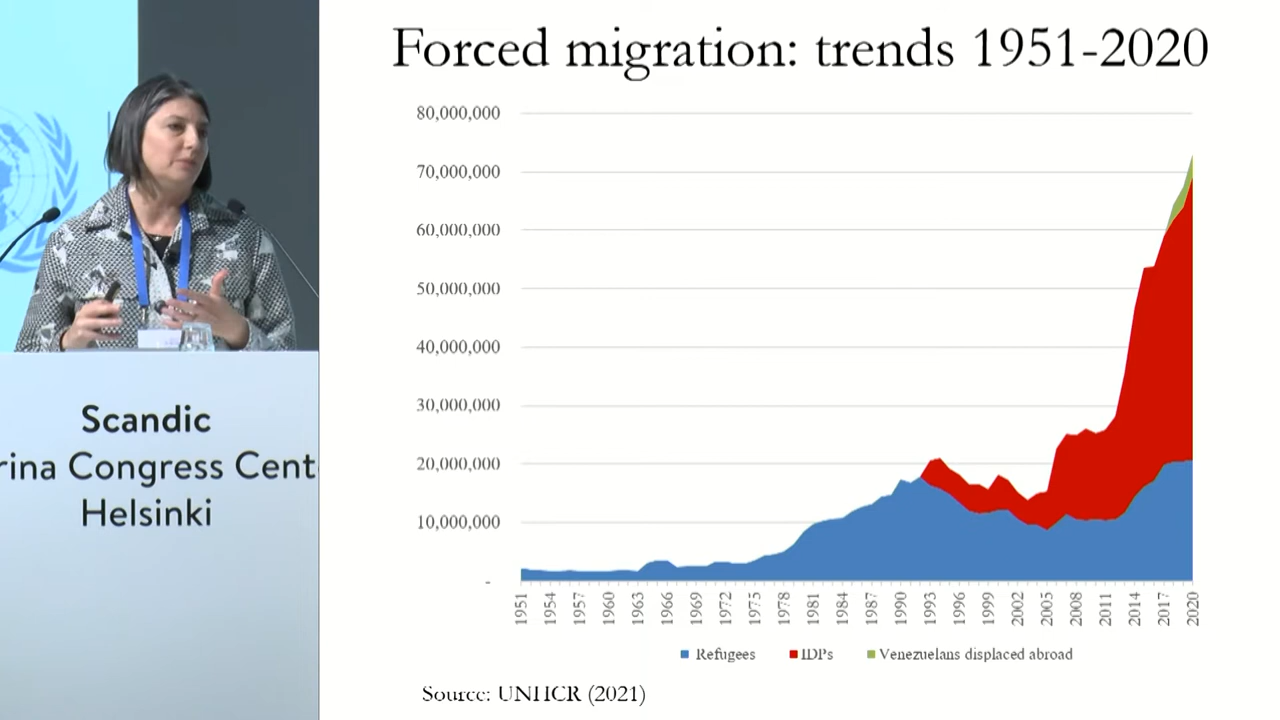 Forced migration: trends 1951-2020
80,000,000
70,000,000
60,000,000
50,000,000
40,000,000
30,000,000
20,000,000
10,000,000
-
1951 1954 1957 1960 1963 1966 1969 1972 1975 1978 1981 1984 1987 1990 1993 1996 1999 2002 2005 2008 2011 2014 2017 2020
Refugees IDPs Venezuelans displaced abroad
Source: UNHCR (2021)
Scandic
rina Congress Cent
Helsinki